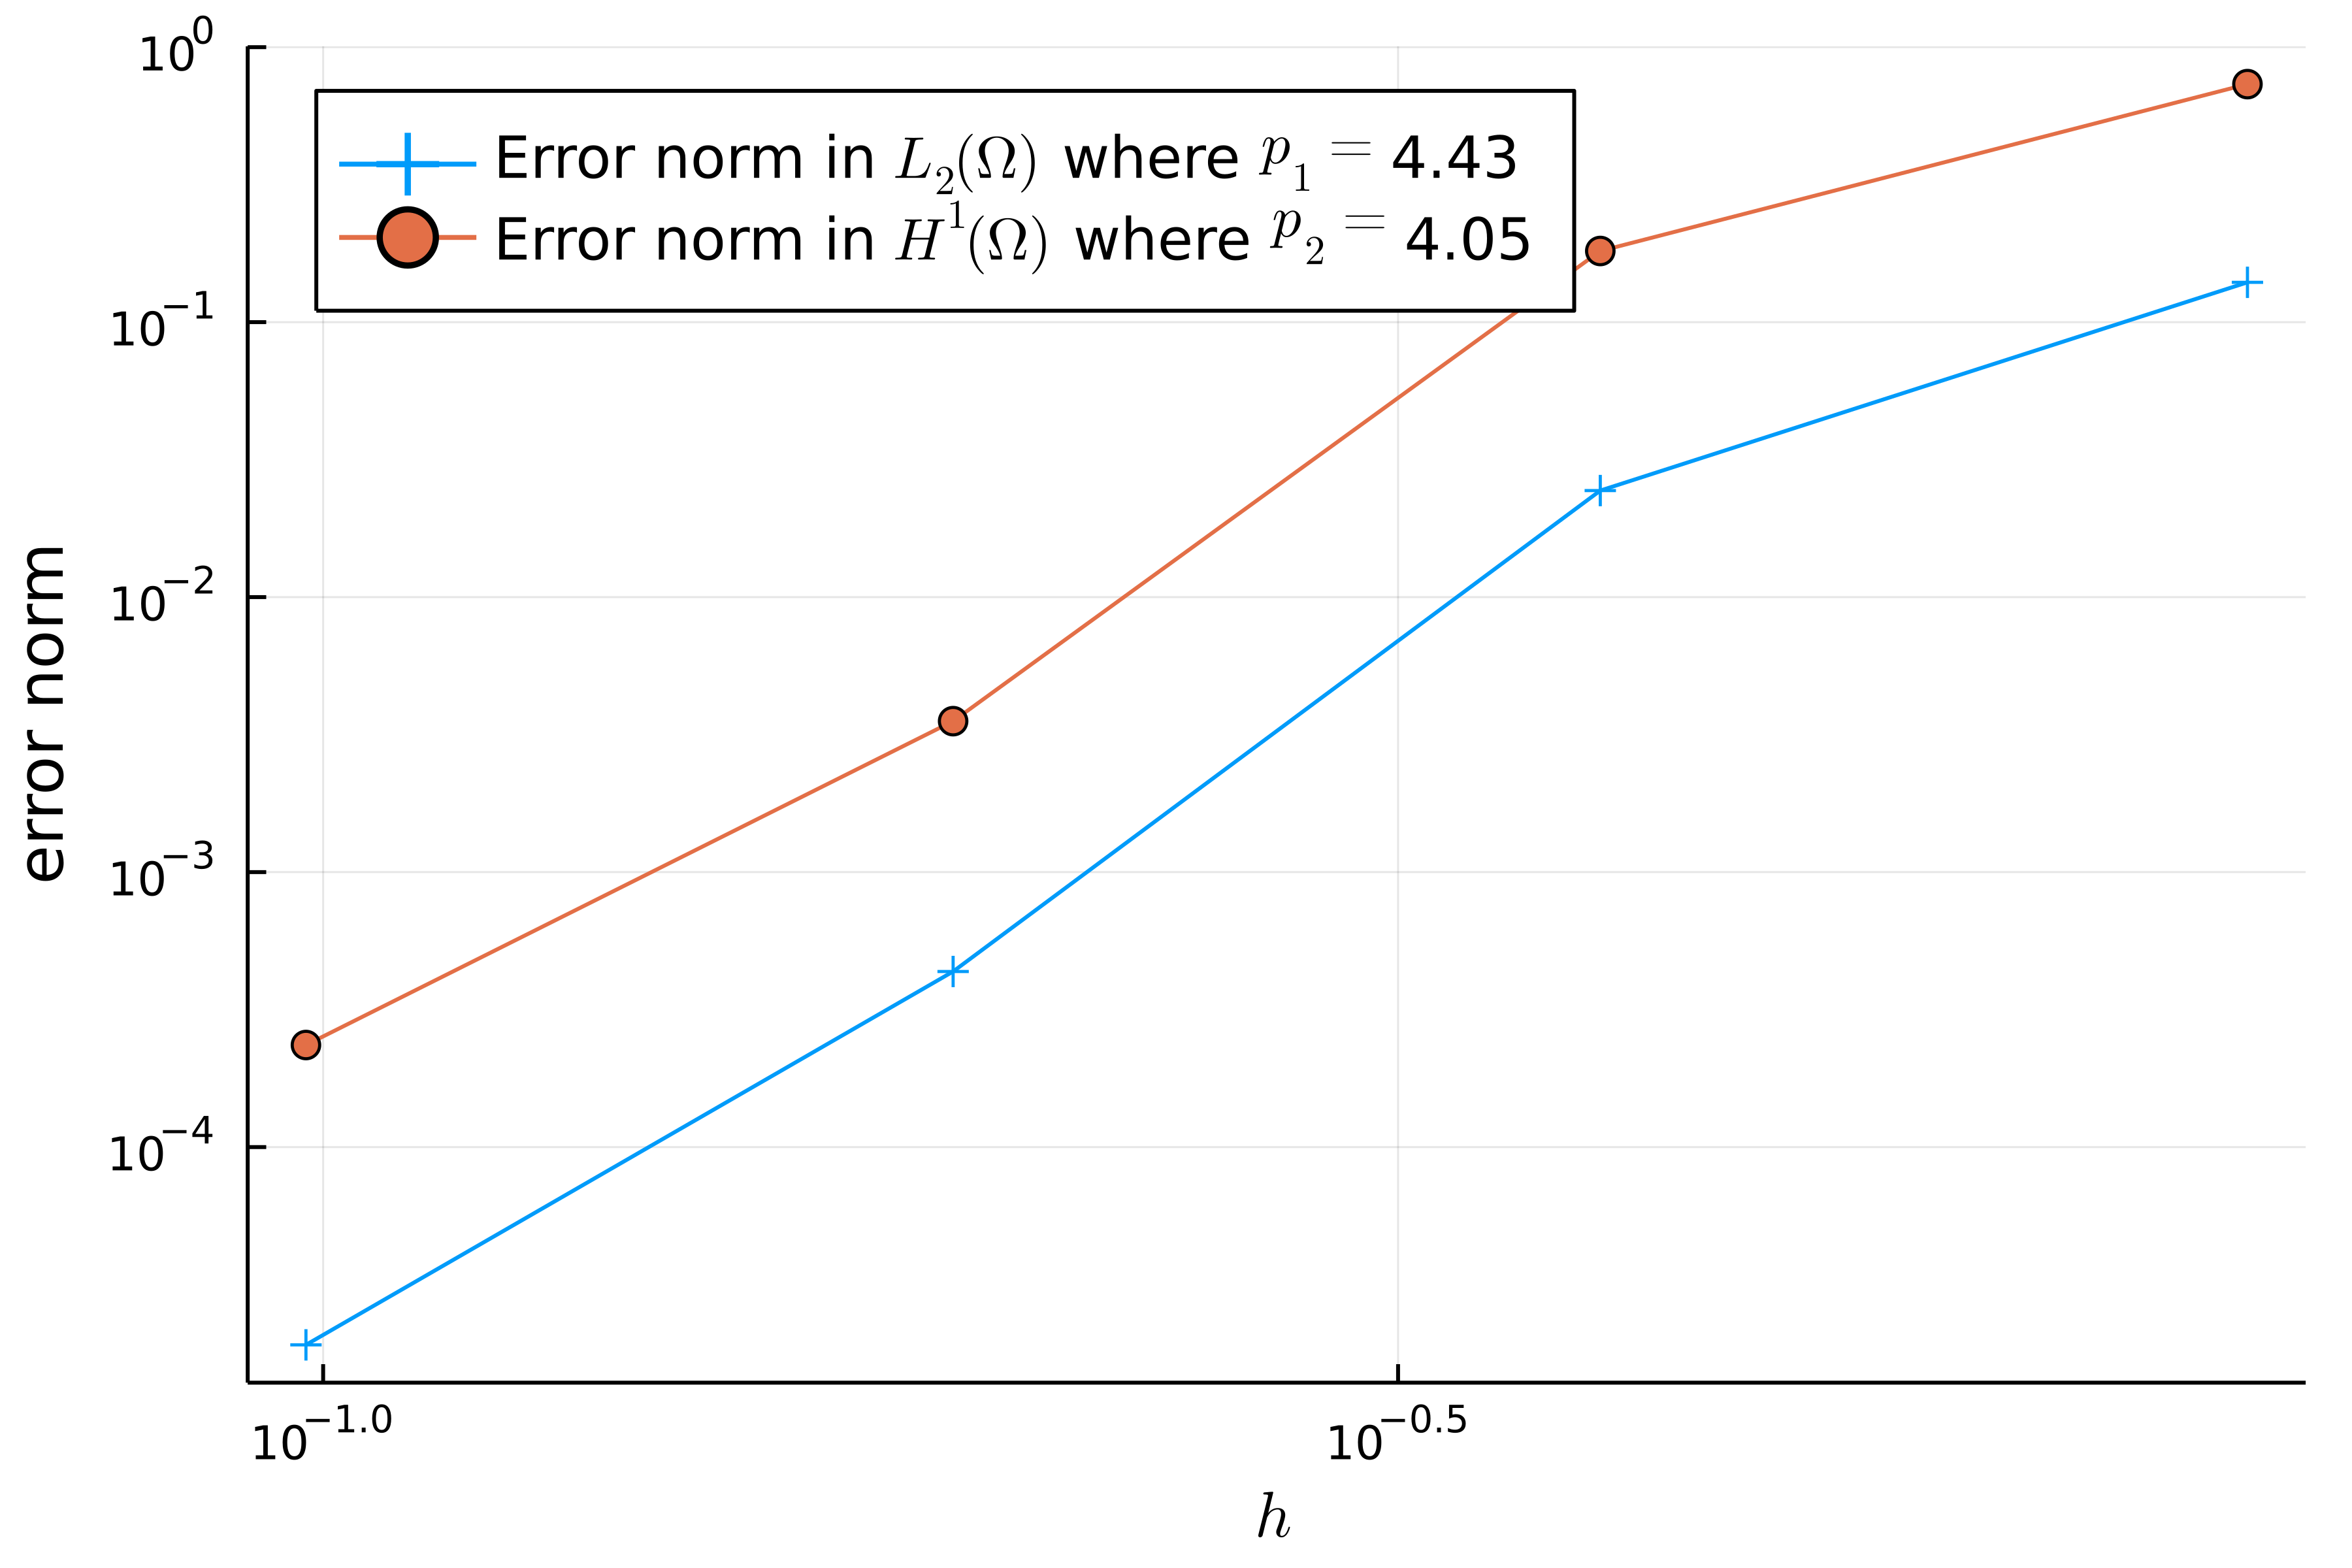 10⁰
Error norm in L₂(Ω) where p₁ = 4.43
Error norm in H¹(Ω) where p₂ = 4.05
10⁻¹
10⁻²
error norm
10⁻³
10⁻⁴
10⁻¹·⁰ 10⁻⁰·⁵
h